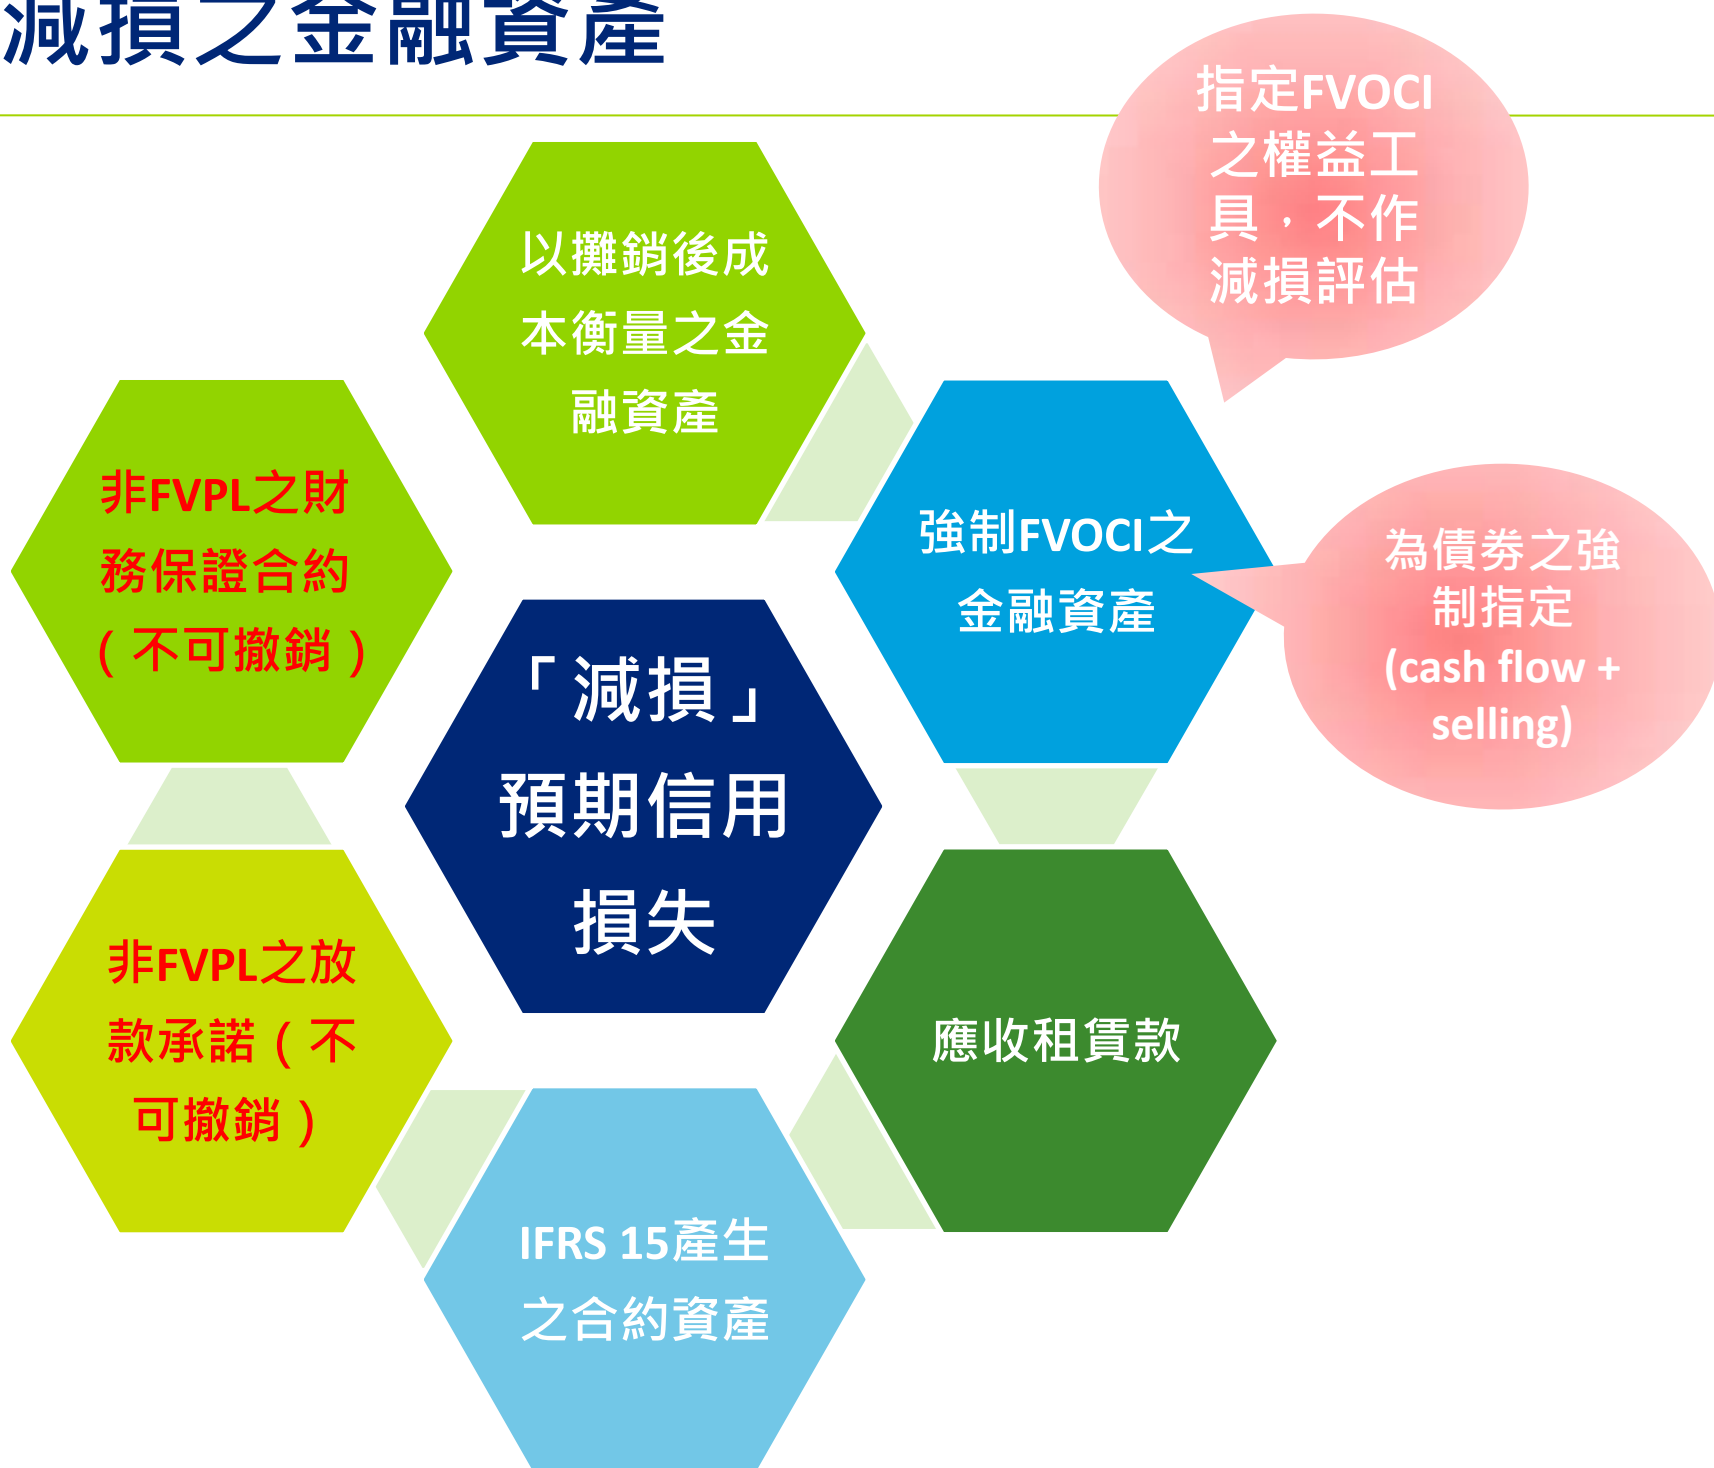 減損之金融資產
指定FVOCI
之權益工
具，不作
減損評估
以攤銷後成
本衡量之金
融資產
強制FVOCI之
金融資產
為債券之強
制指定
(cash flow +
selling)
非FVPL之財
務保證合約
（不可撤銷）
「減損」
預期信用
損失
非FVPL之放
款承諾（不
可撤銷）
應收租賃款
IFRS 15產生
之合約資產